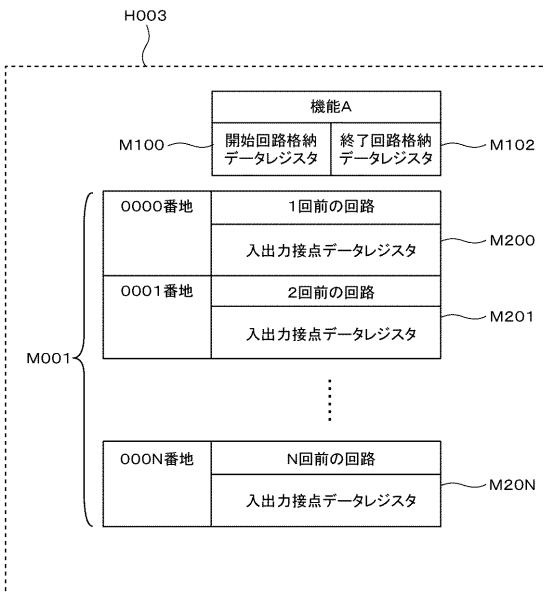 H003
機能A
M100
開始回路格納
データレジスタ
終了回路格納
データレジスタ
M102
M001
0000番地
1回前の回路
入出力接点データレジスタ
M200
0001番地
2回前の回路
入出力接点データレジスタ
M201
000N番地
N回前の回路
入出力接点データレジスタ
M20N